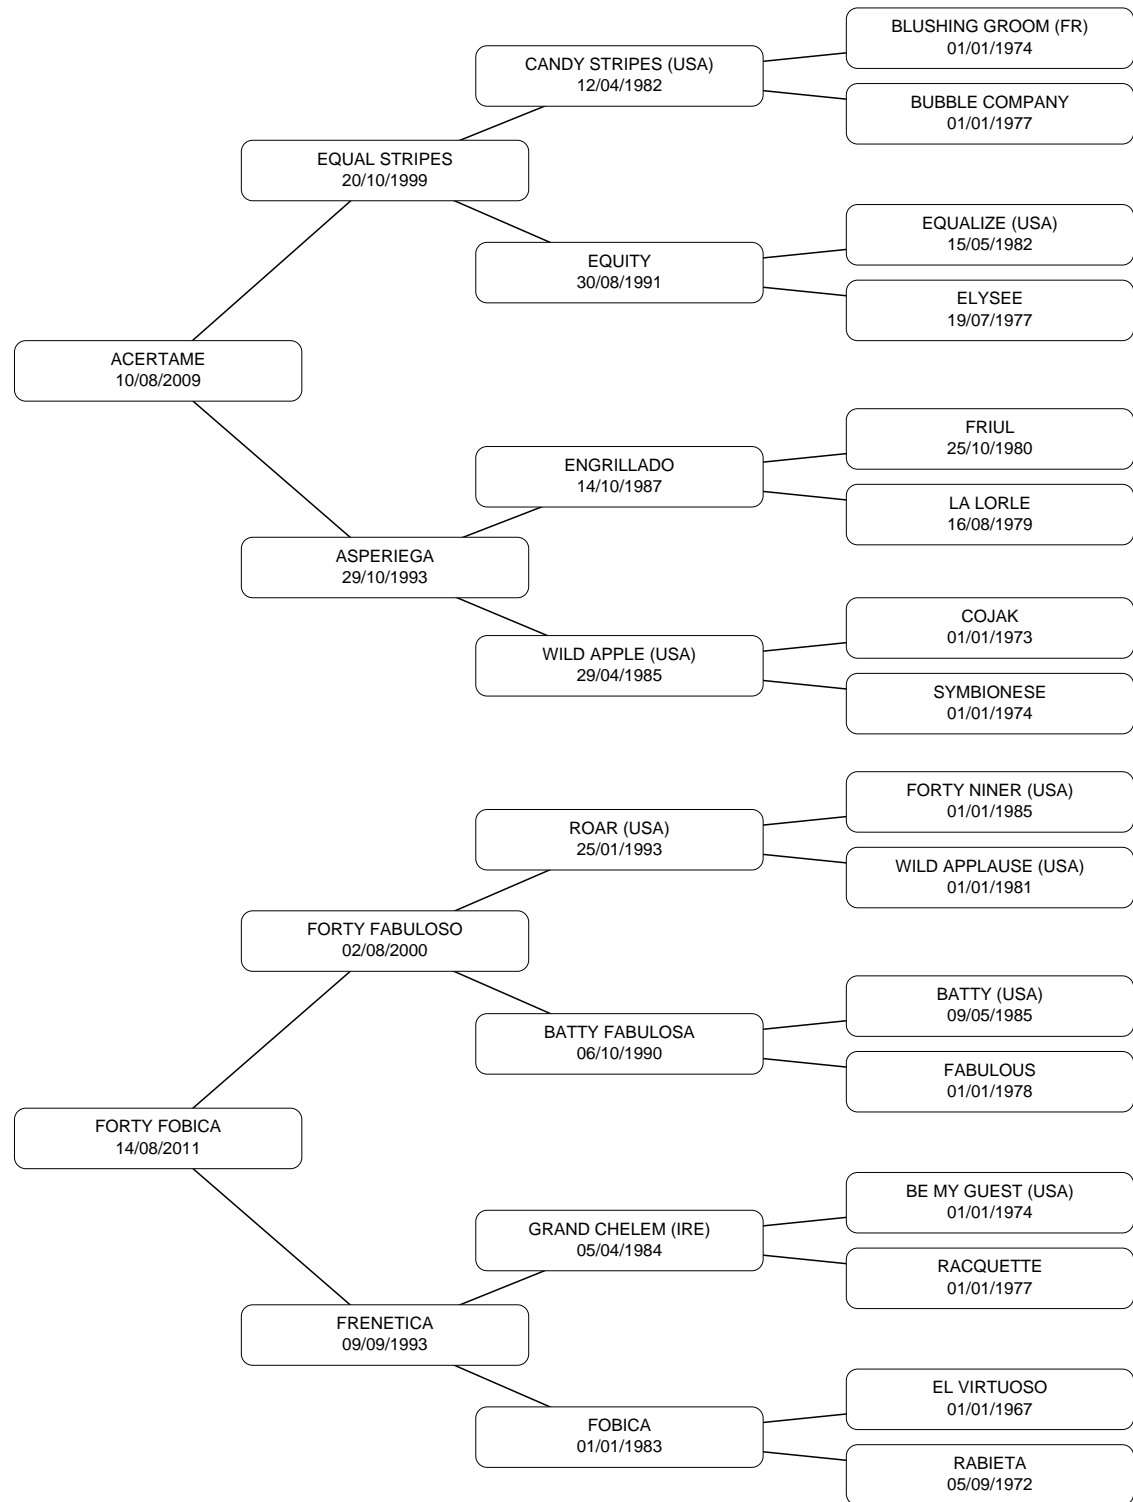 BLUSHING GROOM (FR)
01/01/1974
CANDY STRIPES (USA)
12/04/1982
BUBBLE COMPANY
01/01/1977
EQUAL STRIPES
20/10/1999
EQUALIZE (USA)
15/05/1982
EQUITY
30/08/1991
ELYSEE
19/07/1977
ACERTAME
10/08/2009
FRIUL
25/10/1980
ENGRILLADO
14/10/1987
LA LORLE
16/08/1979
ASPERIEGA
29/10/1993
COJAK
01/01/1973
WILD APPLE (USA)
29/04/1985
SYMBIONESE
01/01/1974
FORTY NINER (USA)
01/01/1985
ROAR (USA)
25/01/1993
WILD APPLAUSE (USA)
01/01/1981
FORTY FABULOSO
02/08/2000
BATTY (USA)
09/05/1985
BATTY FABULOSA
06/10/1990
FABULOUS
01/01/1978
FORTY FOBICA
14/08/2011
BE MY GUEST (USA)
01/01/1974
GRAND CHELEM (IRE)
05/04/1984
RACQUETTE
01/01/1977
FRENETICA
09/09/1993
EL VIRTUOSO
01/01/1967
FOBICA
01/01/1983
RABIETA
05/09/1972